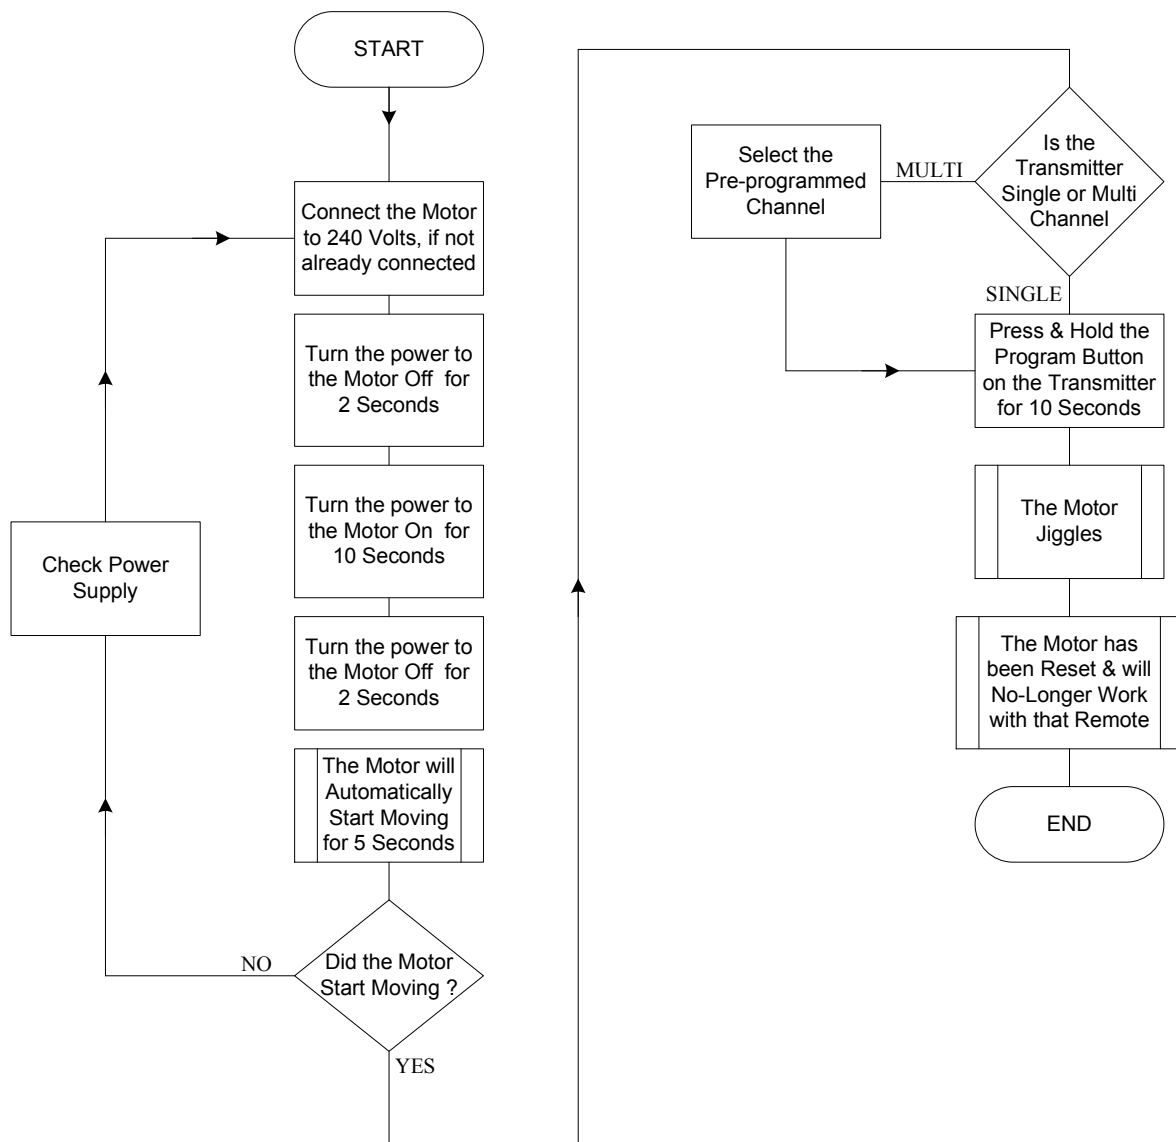 START
Connect the Motor
to 240 Volts, if not
already connected
Turn the power to
the Motor Off for
2 Seconds
Turn the power to
the Motor On for
10 Seconds
Check Power
Supply
Turn the power to
the Motor Off for
2 Seconds
The Motor will
Automatically
Start Moving
for 5 Seconds
Did the Motor
Start Moving ?
NO
YES
Is the
Transmitter
Single or Multi
Channel
MULTI
Select the
Pre-programmed
Channel
SINGLE
Press & Hold the
Program Button
on the Transmitter
for 10 Seconds
The Motor
Jiggles
The Motor has
been Reset & will
No-Longer Work
with that Remote
END